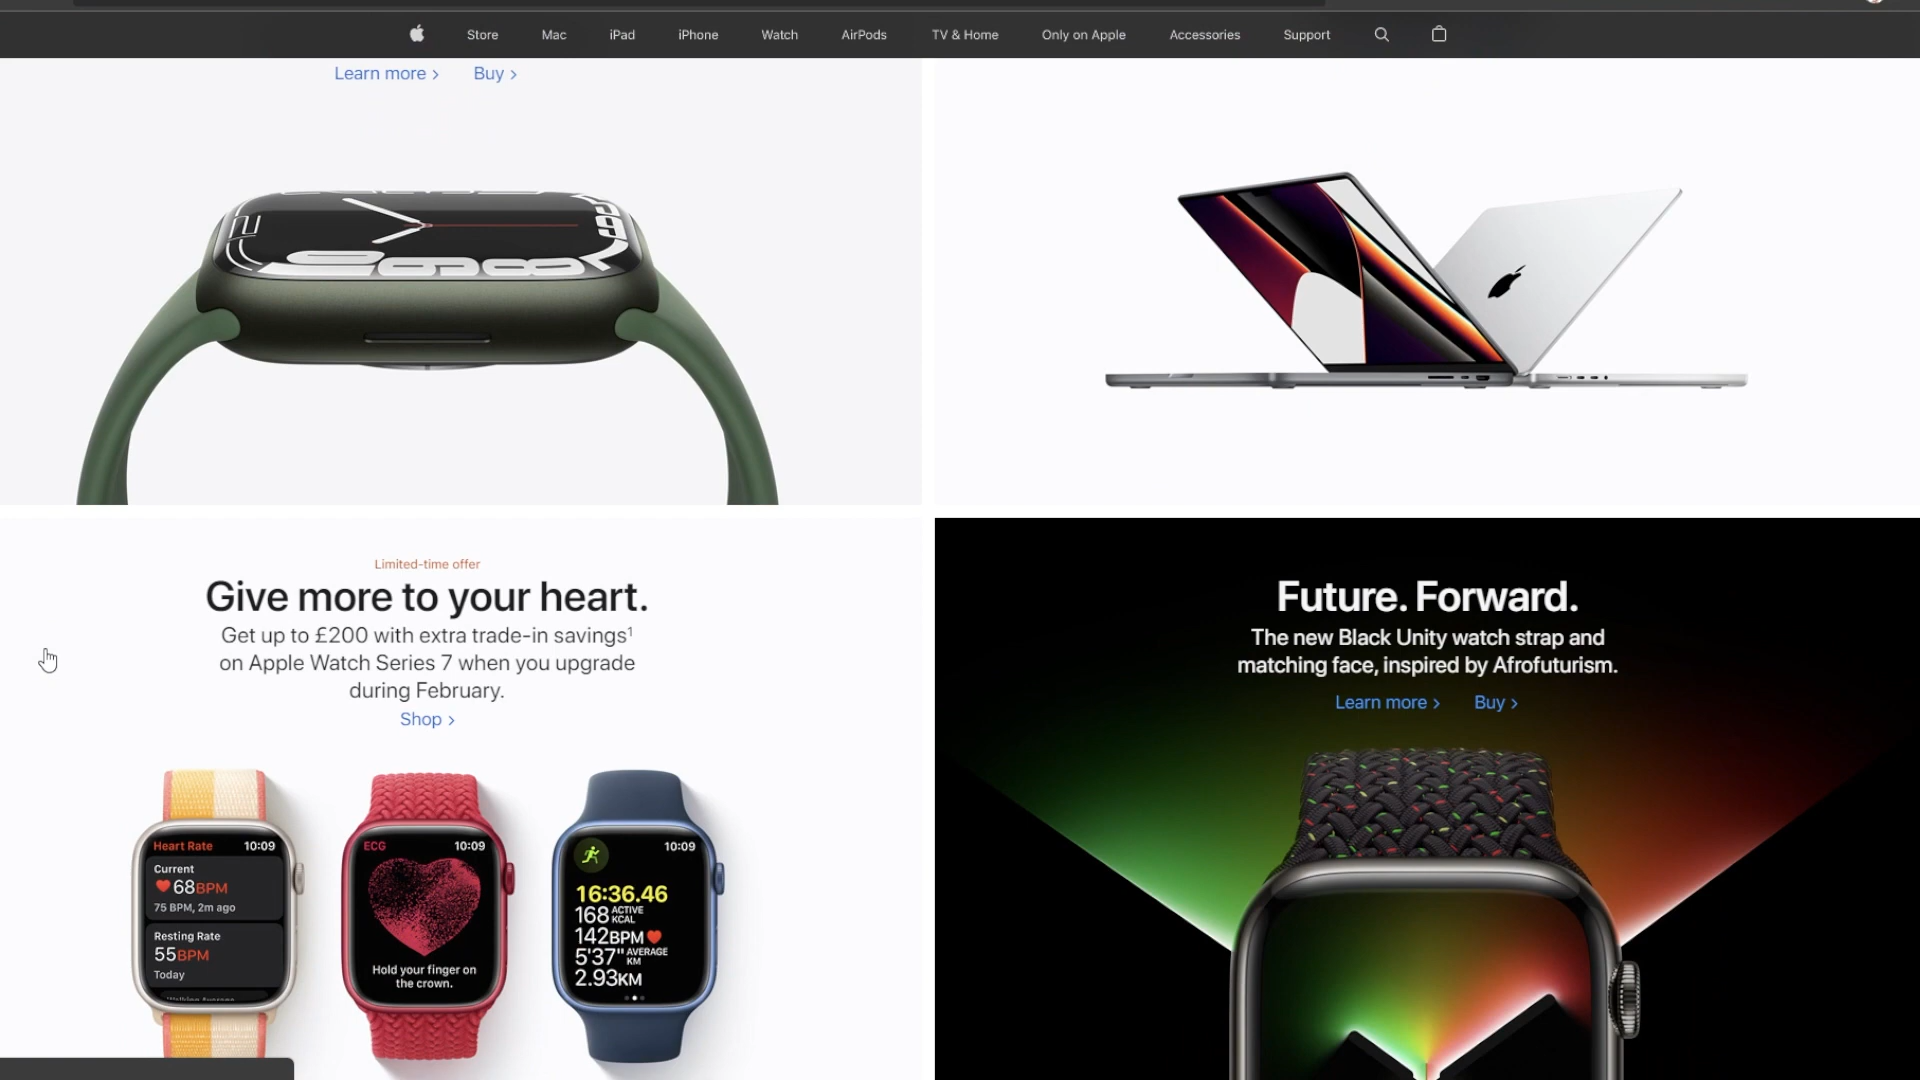 Store Mac iPad iPhone Watch AirPods TV & Home Only on Apple Accessories Support
Learn more > Buy >
Limited-time offer
Give more to your heart.
Get up to £200 with extra trade-in savings¹
on Apple Watch Series 7 when you upgrade
during February.
Shop >
Heart Rate 10:09
Current
68BPM
75 BPM, 2m ago
Resting Rate
55BPM
Today
ECG 10:09
Hold your finger on
the crown.
10:09
16:36.46
168 ACTIVE KCAL
142BPM
5'37" AVERAGE KM
2.93KM
Future. Forward.
The new Black Unity watch strap and
matching face, inspired by Afrofuturism.
Learn more > Buy >